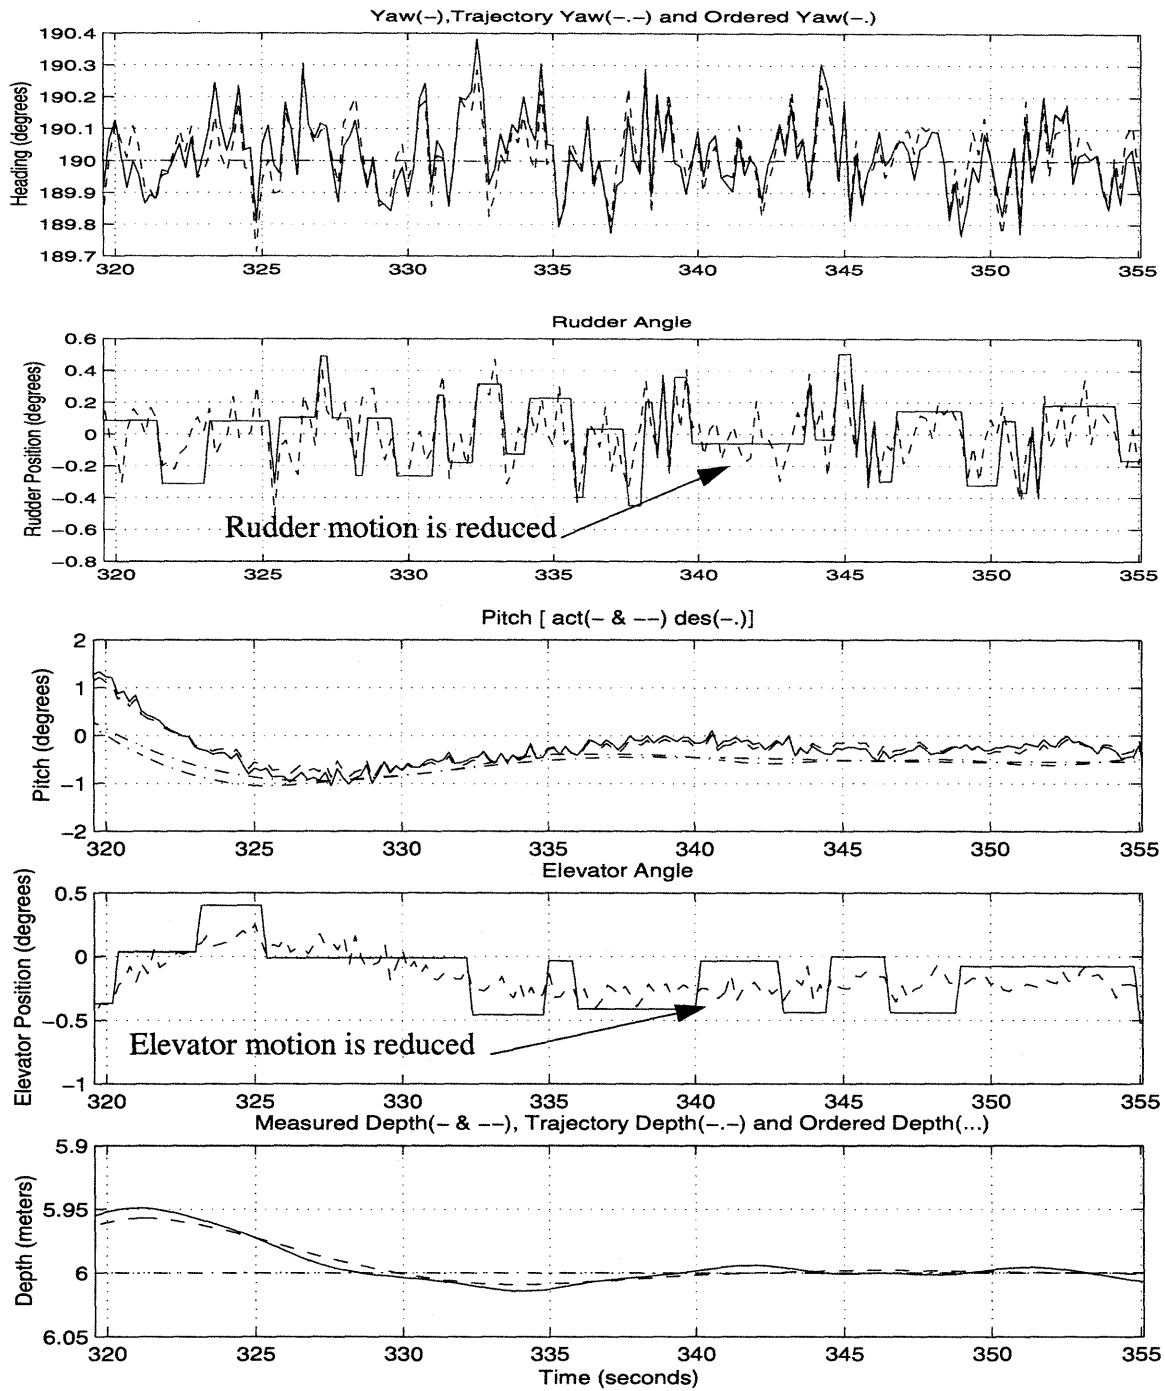 Yaw(−),Trajectory Yaw(−.−) and Ordered Yaw(−.)
Heading (degrees)
190.4
190.3
190.2
190.1
190
189.9
189.8
189.7
320 325 330 335 340 345 350 355
Rudder Angle
Rudder Position (degrees)
0.6
0.4
0.2
0
−0.2
−0.4
−0.6
−0.8
Rudder motion is reduced
320 325 330 335 340 345 350 355
Pitch [ act(− & −−) des(−.)]
Pitch (degrees)
2
1
0
−1
−2
320 325 330 335 340 345 350 355
Elevator Angle
Elevator Position (degrees)
0.5
0
−0.5
−1
Elevator motion is reduced
320 325 330 335 340 345 350 355
Measured Depth(− & −−), Trajectory Depth(−.−) and Ordered Depth(...)
Depth (meters)
5.9
5.95
6
6.05
320 325 330 335 340 345 350 355
Time (seconds)